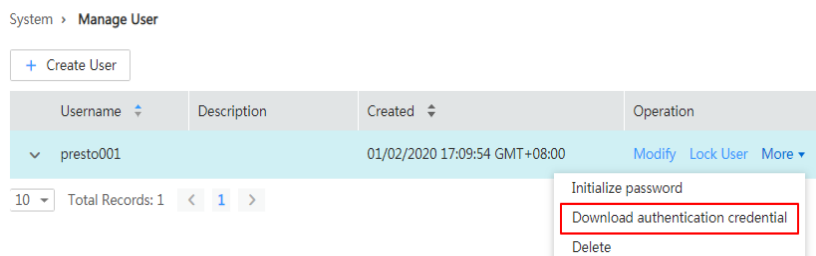 System > Manage User
+ Create User
Username Description Created Operation
presto001 01/02/2020 17:09:54 GMT+08:00 Modify Lock User More
10 Total Records: 1 < 1 >
Initialize password
Download authentication credential
Delete